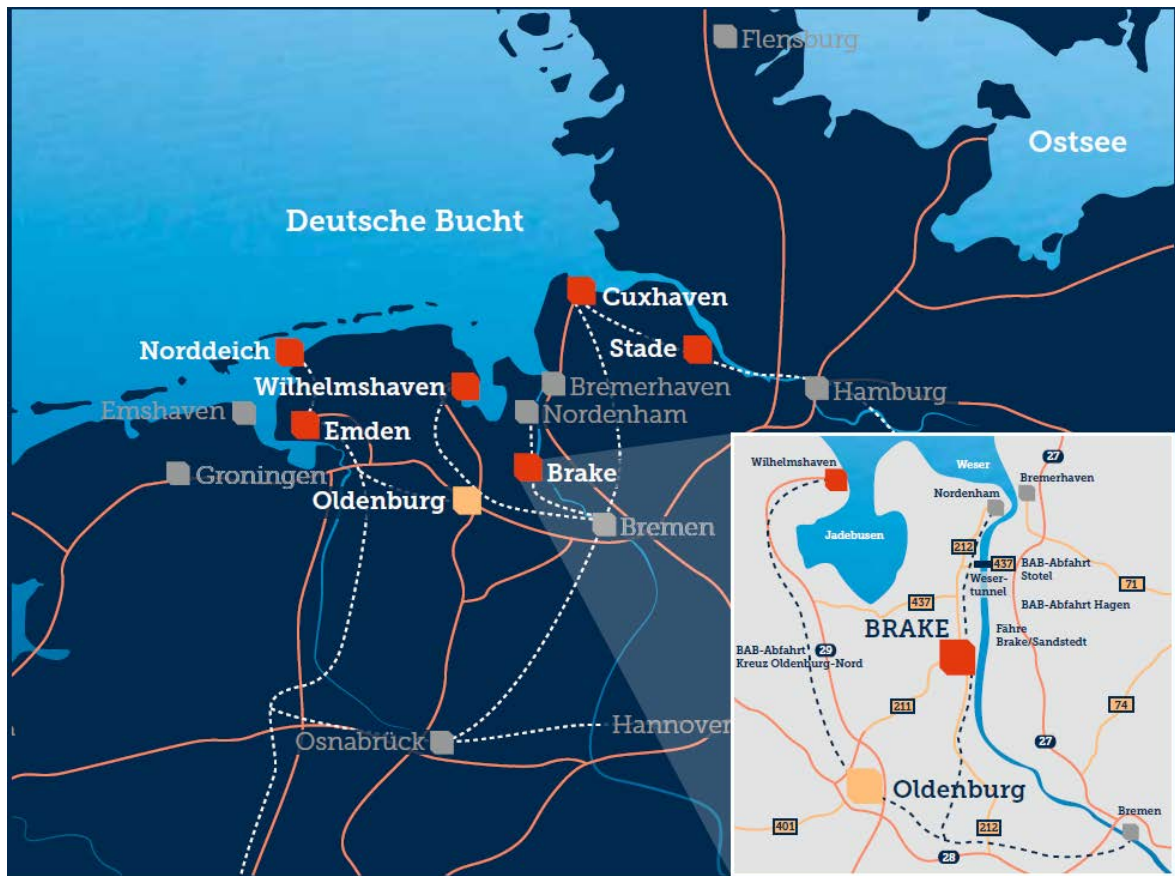 Flensburg
Ostsee
Deutsche Bucht
Cuxhaven
Norddeich
Stade
Wilhelmshaven
Bremerhaven
Hamburg
Emshaven
Nordenham
Emden
Groningen
Brake
Oldenburg
Bremen
Osnabrück
Hannover
Wilhelmshaven
Weser
27
Bremerhaven
Nordenham
Jadebusen
212
437
BAB-Abfahrt
Stotel
Weser-
tunnel
71
437
BAB-Abfahrt Hagen
BRAKE
Fähre
Brake/Sandstedt
BAB-Abfahrt
Kreuz Oldenburg-Nord
29
211
74
27
Oldenburg
Bremen
401
212
28